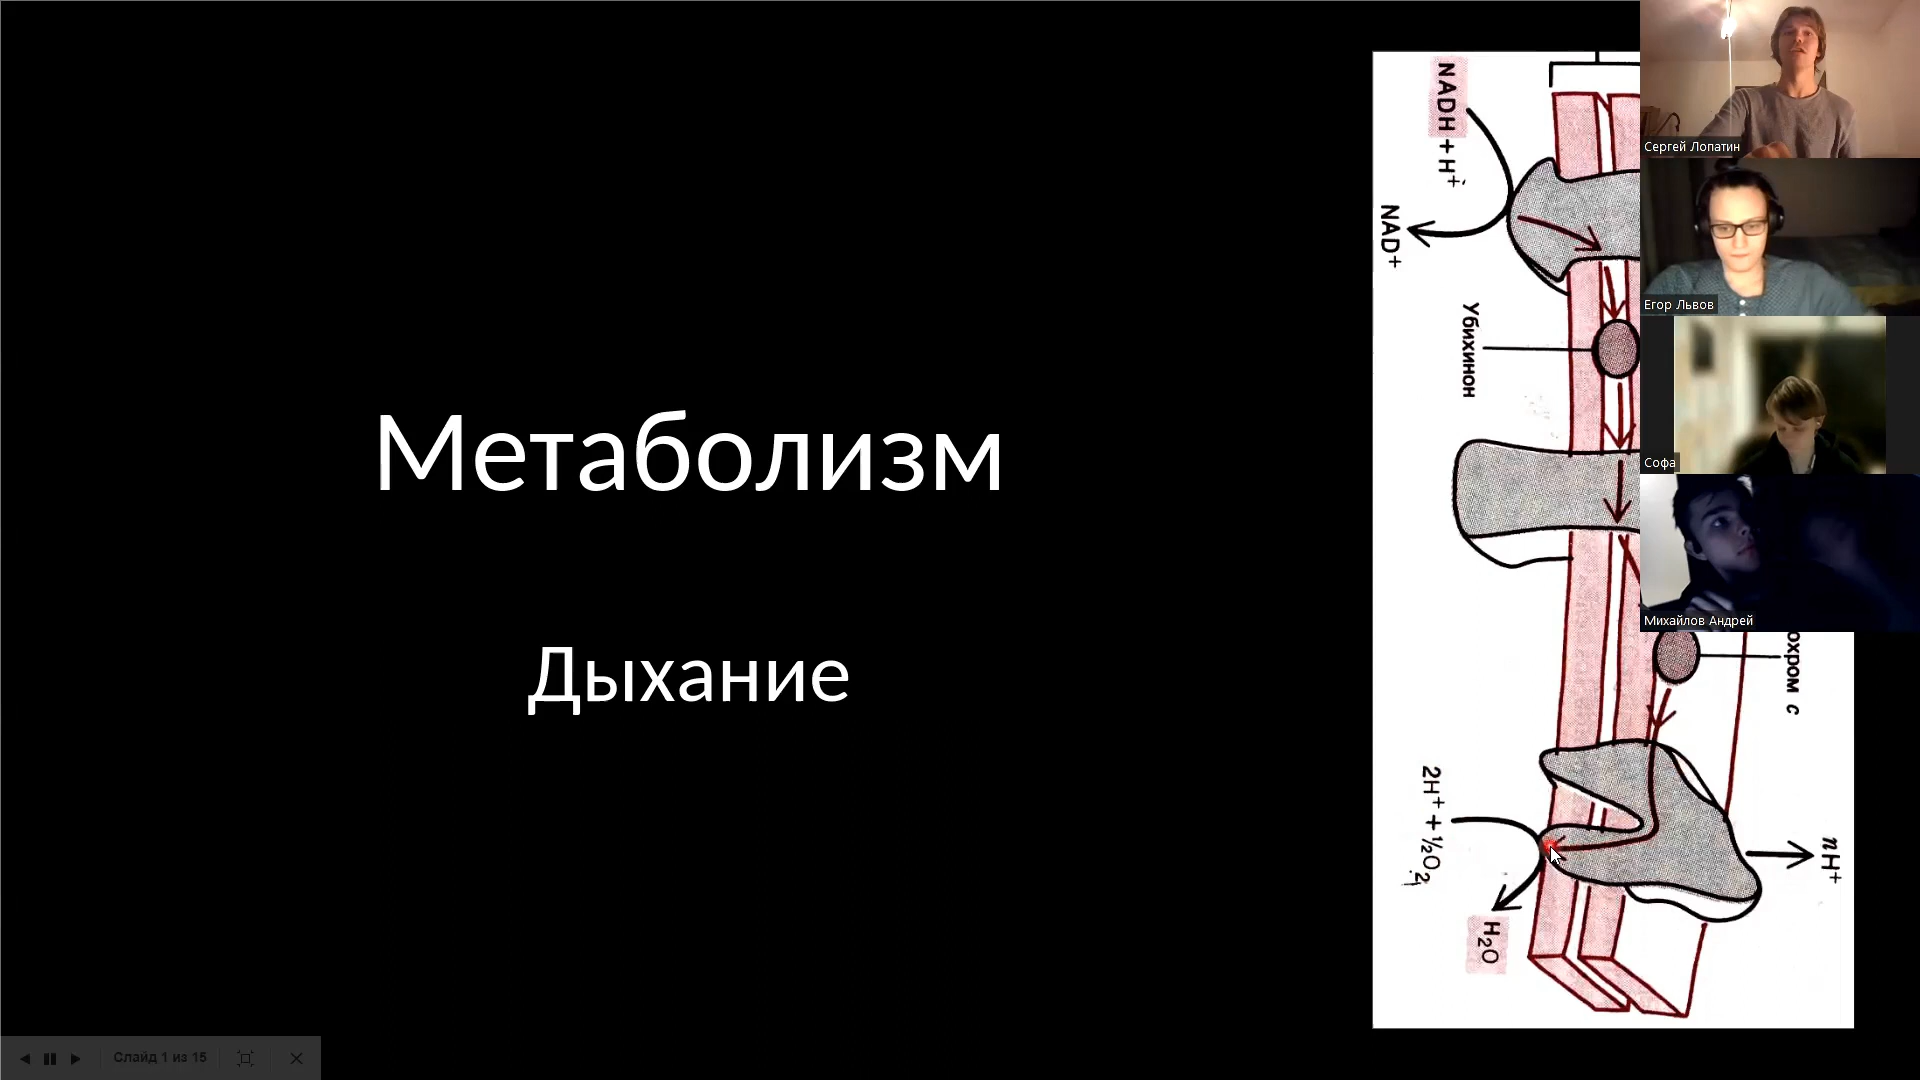 Метаболизм
Дыхание
NADH + H⁺
NAD⁺
Убихинон
охром c
2H⁺ + ½O₂
H₂O
nH⁺
Сергей Лопатин
Егор Львов
Софа
Михайлов Андрей
Слайд 1 из 15